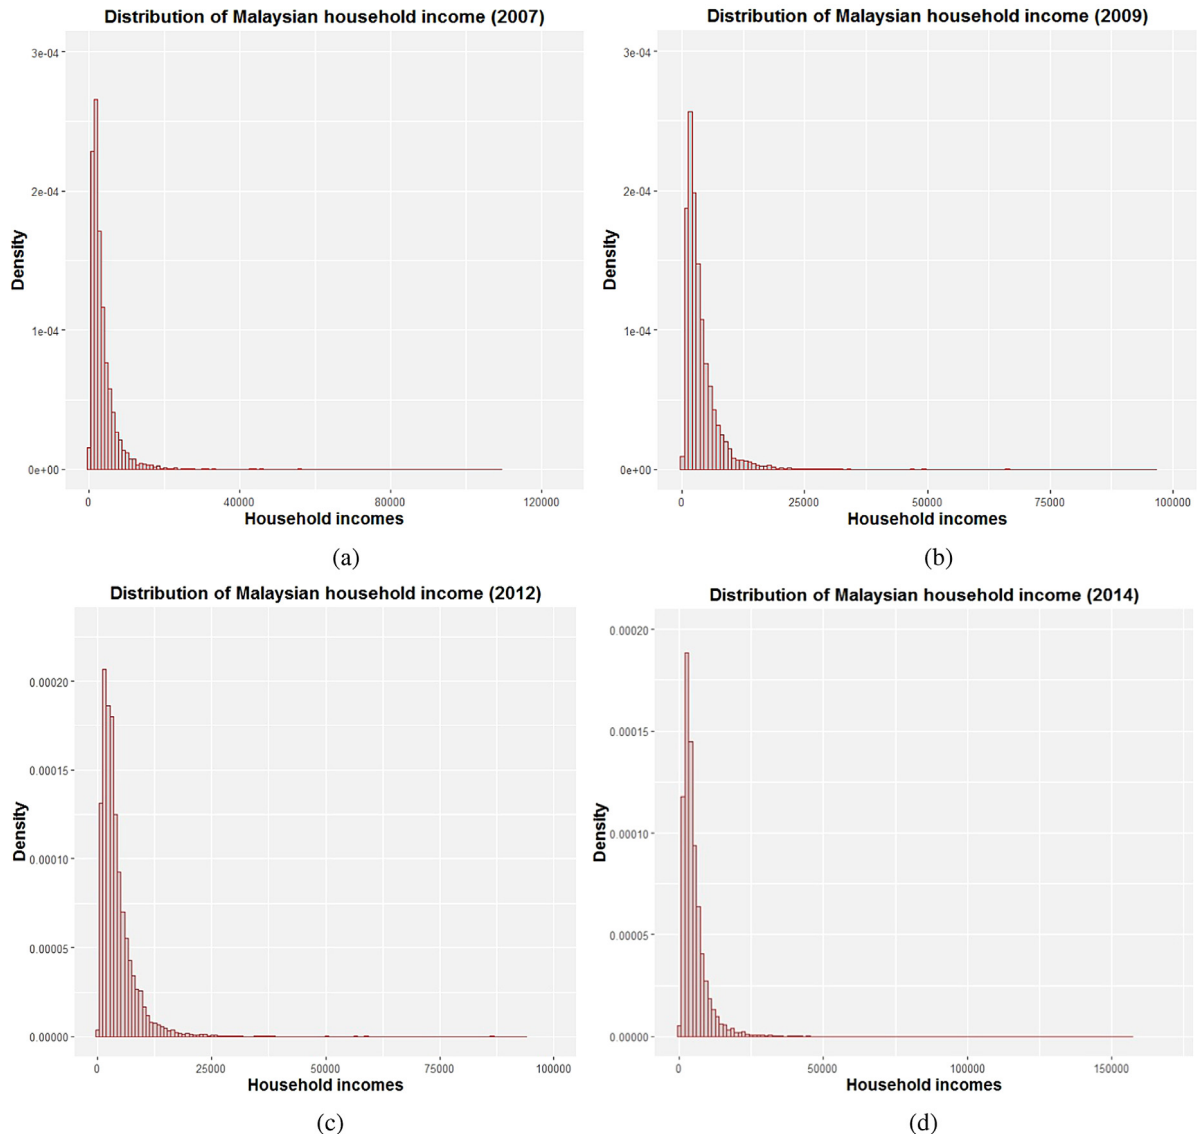 Distribution of Malaysian household income (2007)
3e-04
2e-04
1e-04
0e+00
Density
0 40000 80000 120000
Household incomes
(a)
Distribution of Malaysian household income (2009)
3e-04
2e-04
1e-04
0e+00
Density
0 25000 50000 75000 100000
Household incomes
(b)
Distribution of Malaysian household income (2012)
0.00020
0.00015
0.00010
0.00005
0.00000
Density
0 25000 50000 75000 100000
Household incomes
(c)
Distribution of Malaysian household income (2014)
0.00020
0.00015
0.00010
0.00005
0.00000
Density
0 50000 100000 150000
Household incomes
(d)